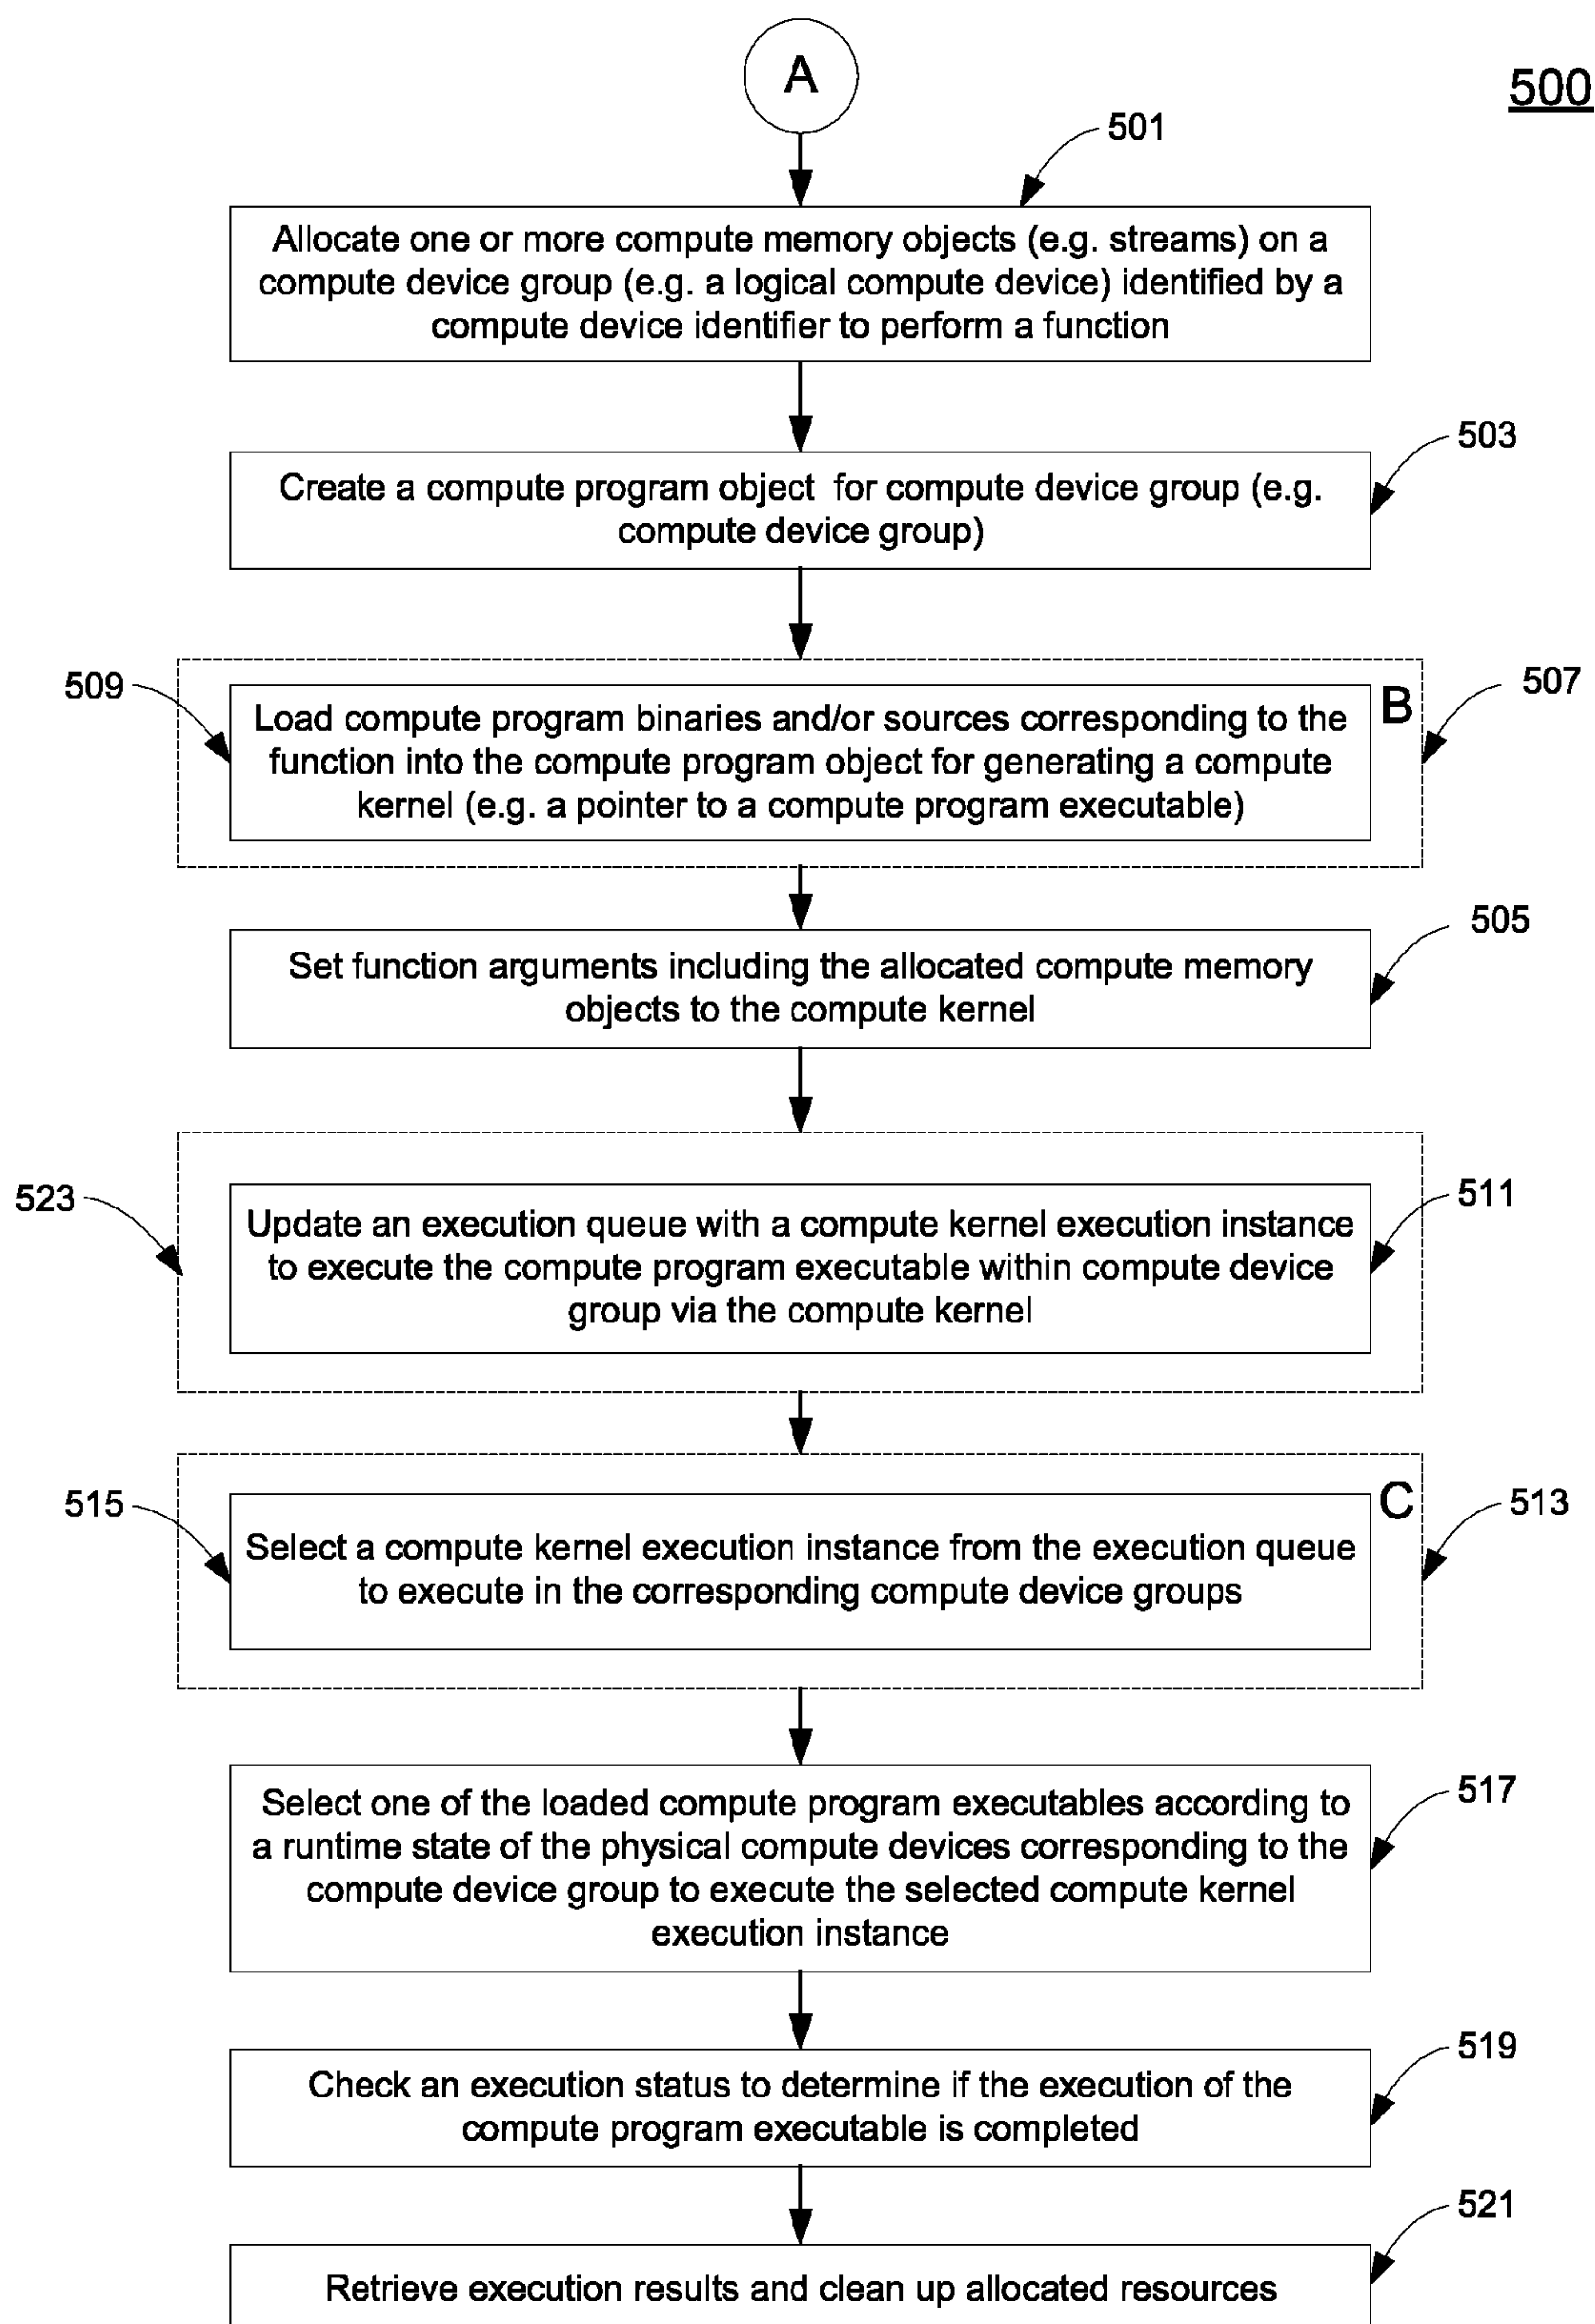 A
500
501
Allocate one or more compute memory objects (e.g. streams) on a
compute device group (e.g. a logical compute device) identified by a
compute device identifier to perform a function
503
Create a compute program object for compute device group (e.g.
compute device group)
509
B
507
Load compute program binaries and/or sources corresponding to the
function into the compute program object for generating a compute
kernel (e.g. a pointer to a compute program executable)
505
Set function arguments including the allocated compute memory
objects to the compute kernel
523
511
Update an execution queue with a compute kernel execution instance
to execute the compute program executable within compute device
group via the compute kernel
515
C
513
Select a compute kernel execution instance from the execution queue
to execute in the corresponding compute device groups
517
Select one of the loaded compute program executables according to
a runtime state of the physical compute devices corresponding to the
compute device group to execute the selected compute kernel
execution instance
519
Check an execution status to determine if the execution of the
compute program executable is completed
521
Retrieve execution results and clean up allocated resources